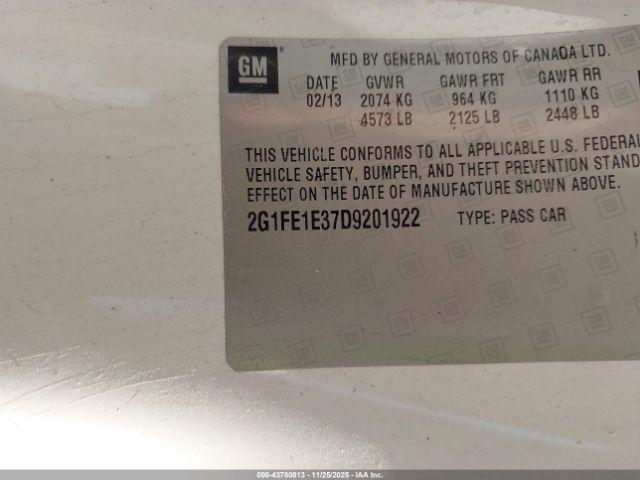 GM ® MFD BY GENERAL MOTORS OF CANADA LTD.
DATE GVWR GAWR FRT GAWR RR
02/13 2074 KG 964 KG 1110 KG
4573 LB 2125 LB 2448 LB
THIS VEHICLE CONFORMS TO ALL APPLICABLE U.S. FEDERAL
VEHICLE SAFETY, BUMPER, AND THEFT PREVENTION STAND
EFFECT ON THE DATE OF MANUFACTURE SHOWN ABOVE.
2G1FE1E37D9201922 TYPE: PASS CAR
000-43780813 - 11/25/2025 - IAA Inc.